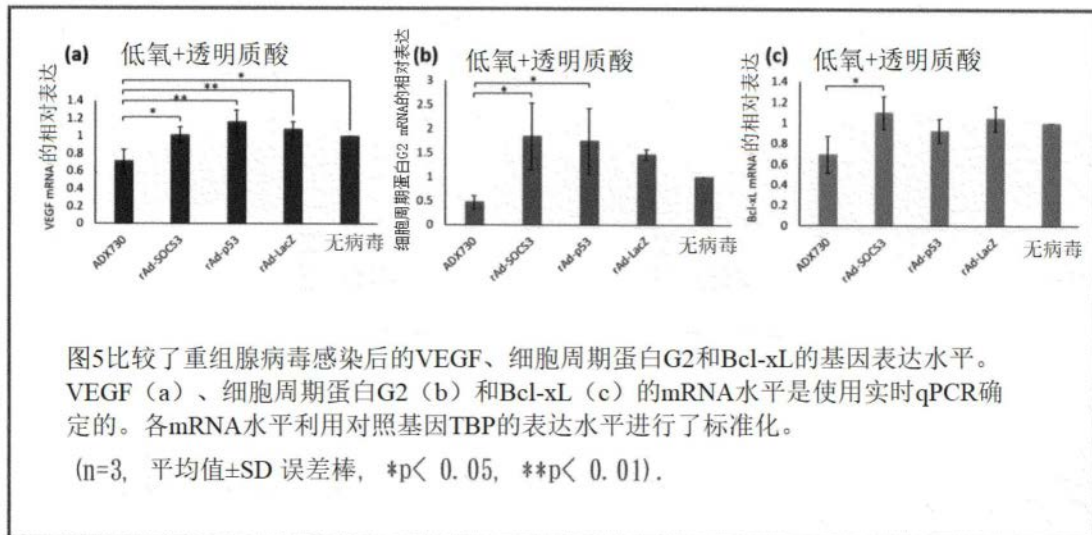 (a)
低氧+透明质酸
VEGF mRNA的相对表达
*
**
**
*
1.4
1.2
1
0.8
0.6
0.4
0.2
0
ADX730
rAd-SOCS3
rAd-p53
rAd-LacZ
无病毒
(b)
低氧+透明质酸
细胞周期蛋白G2 mRNA的相对表达
*
*
3
2.5
2
1.5
1
0.5
0
ADX730
rAd-SOCS3
rAd-p53
rAd-LacZ
无病毒
(c)
低氧+透明质酸
Bcl-xL mRNA的相对表达
*
1.4
1.2
1
0.8
0.6
0.4
0.2
0
ADX730
rAd-SOCS3
rAd-p53
rAd-LacZ
无病毒
图5比较了重组腺病毒感染后的VEGF、细胞周期蛋白G2和Bcl-xL的基因表达水平。
VEGF（a）、细胞周期蛋白G2（b）和Bcl-xL（c）的mRNA水平是使用实时qPCR确
定的。各mRNA水平利用对照基因TBP的表达水平进行了标准化。
(n=3, 平均值±SD 误差棒, *p< 0.05, **p< 0.01).